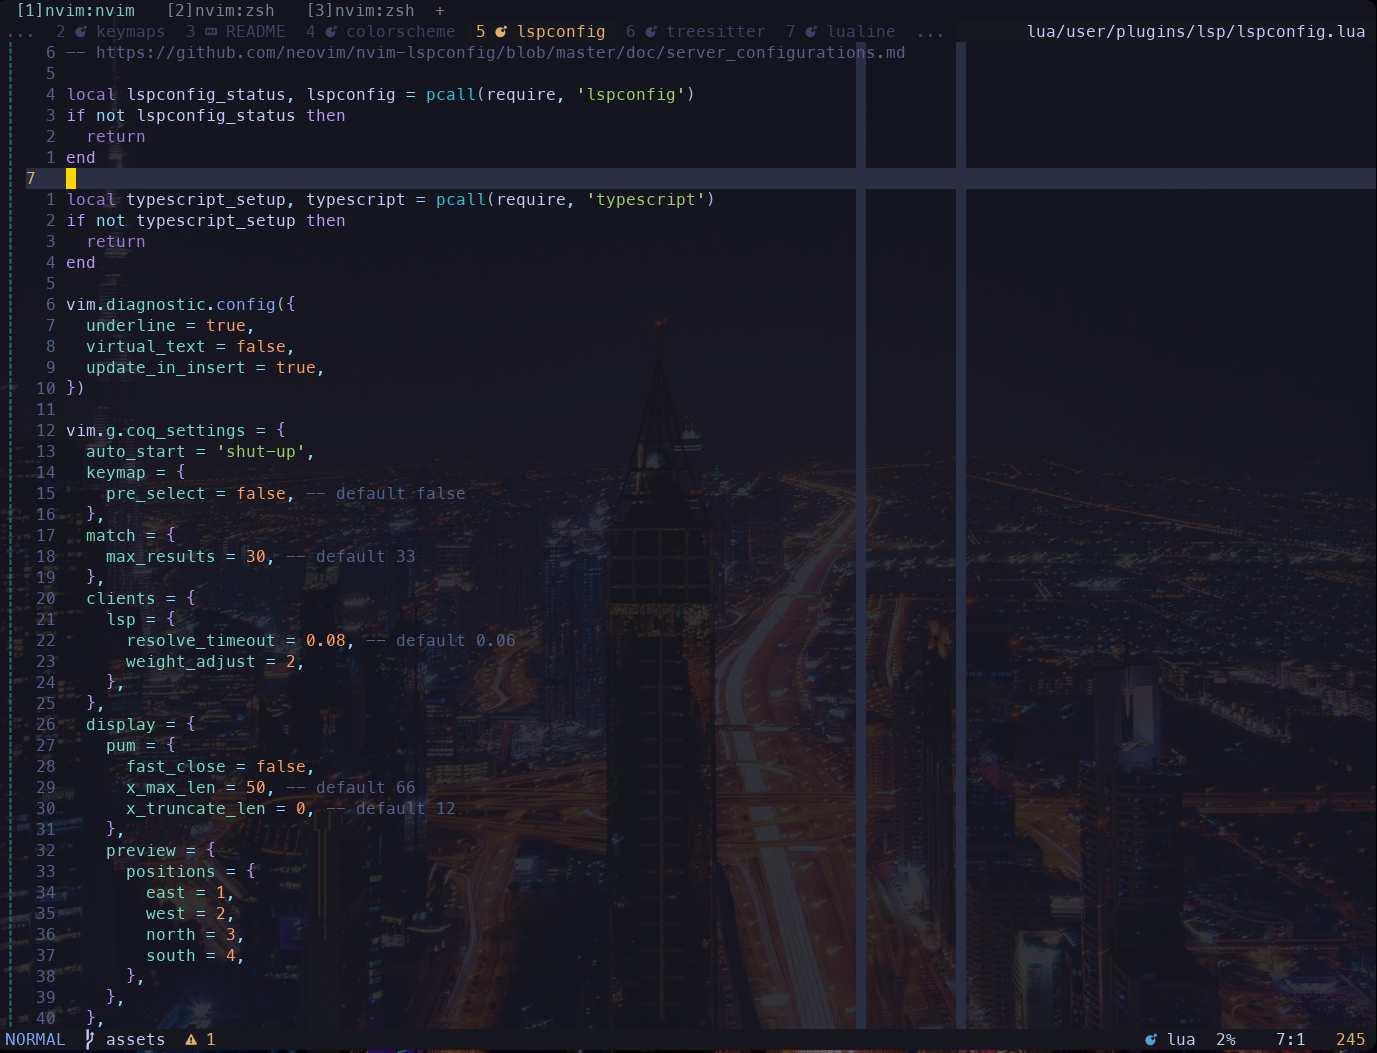 [1]nvim:nvim [2]nvim:zsh [3]nvim:zsh +
... 2 keymaps 3 README 4 colorscheme 5 lspconfig 6 treesitter 7 lualine ... lua/user/plugins/lsp/lspconfig.lua
6 -- https://github.com/neovim/nvim-lspconfig/blob/master/doc/server_configurations.md
5
4 local lspconfig_status, lspconfig = pcall(require, 'lspconfig')
3 if not lspconfig_status then
2   return
1 end
7
1 local typescript_setup, typescript = pcall(require, 'typescript')
2 if not typescript_setup then
3   return
4 end
5
6 vim.diagnostic.config({
7   underline = true,
8   virtual_text = false,
9   update_in_insert = true,
10 })
11
12 vim.g.coq_settings = {
13   auto_start = 'shut-up',
14   keymap = {
15     pre_select = false, -- default false
16   },
17   match = {
18     max_results = 30, -- default 33
19   },
20   clients = {
21     lsp = {
22       resolve_timeout = 0.08, -- default 0.06
23       weight_adjust = 2,
24     },
25   },
26   display = {
27     pum = {
28       fast_close = false,
29       x_max_len = 50, -- default 66
30       x_truncate_len = 0, -- default 12
31     },
32     preview = {
33       positions = {
34         east = 1,
35         west = 2,
36         north = 3,
37         south = 4,
38       },
39     },
40   },
NORMAL assets 1 lua 2% 7:1 245